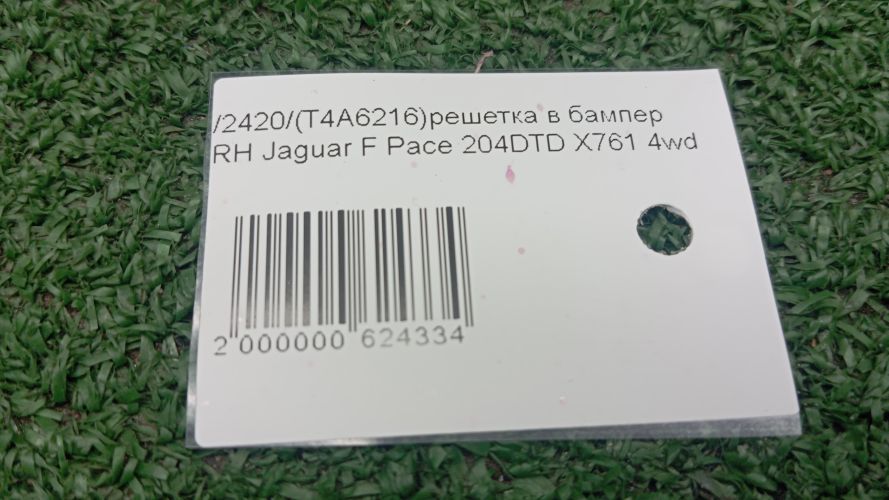 /2420/(T4A6216)решетка в бампер
RH Jaguar F Pace 204DTD X761 4wd
2 000000 624334